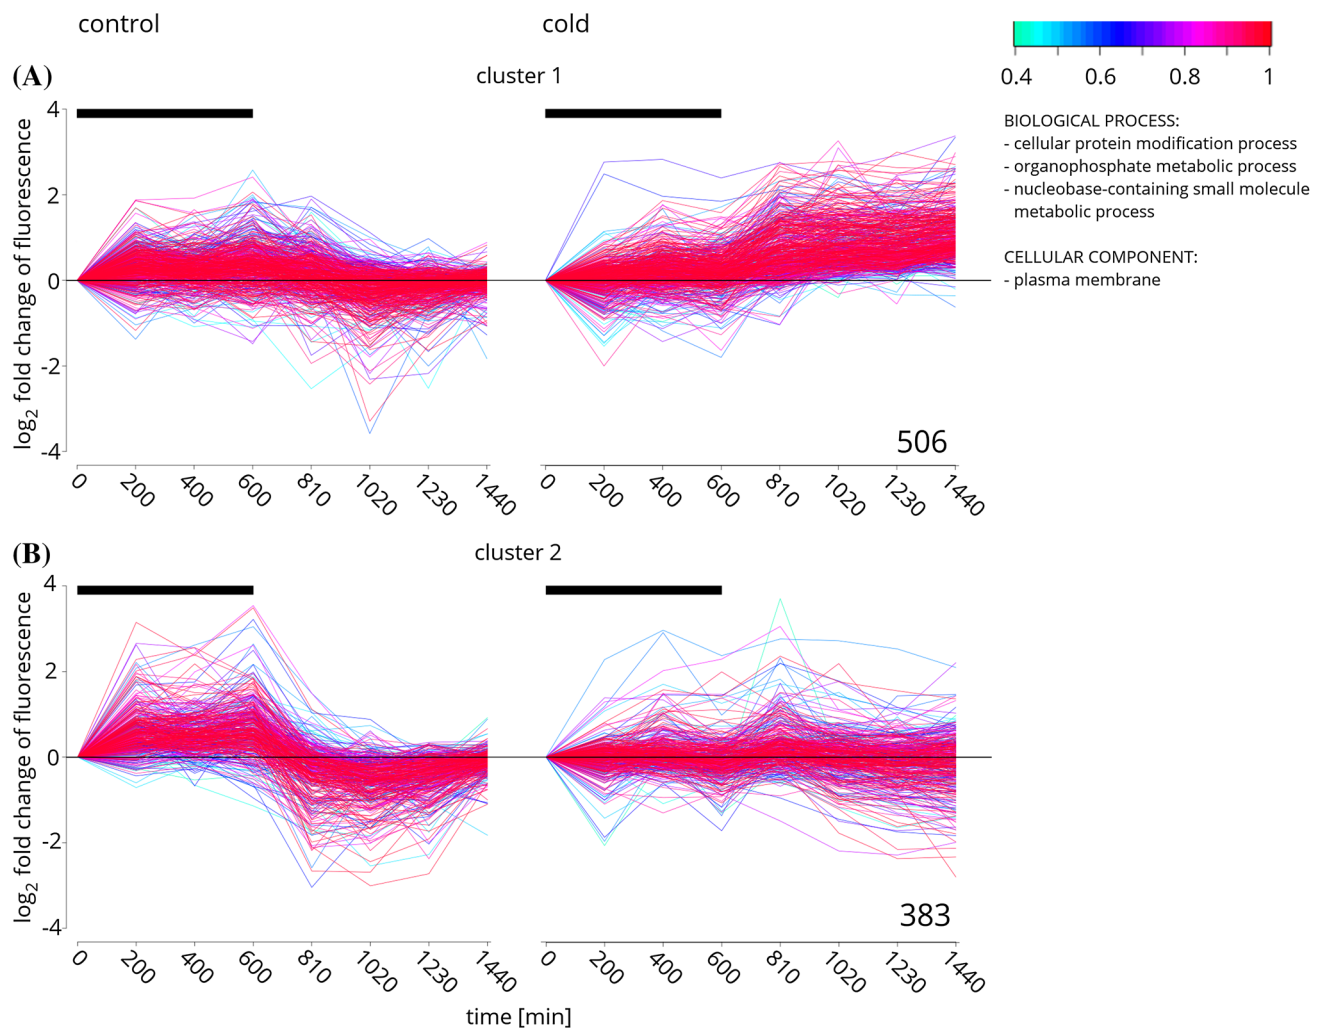 control
cold
0.4 0.6 0.8 1
(A)
cluster 1
BIOLOGICAL PROCESS:
- cellular protein modification process
- organophosphate metabolic process
- nucleobase-containing small molecule
metabolic process
CELLULAR COMPONENT:
- plasma membrane
log2 fold change of fluorescence
4
2
0
-2
-4
506
0 200 400 600 810 1020 1230 1440
0 200 400 600 810 1020 1230 1440
(B)
cluster 2
log2 fold change of fluorescence
4
2
0
-2
-4
383
0 200 400 600 810 1020 1230 1440
0 200 400 600 810 1020 1230 1440
time [min]